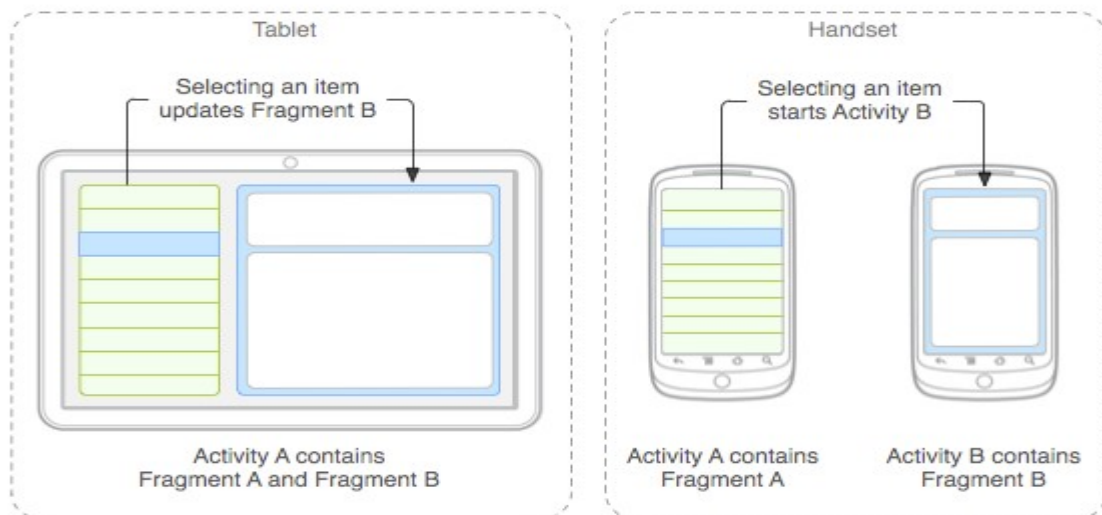 Tablet
Selecting an item
updates Fragment B
Activity A contains
Fragment A and Fragment B
Handset
Selecting an item
starts Activity B
Activity A contains
Fragment A
Activity B contains
Fragment B